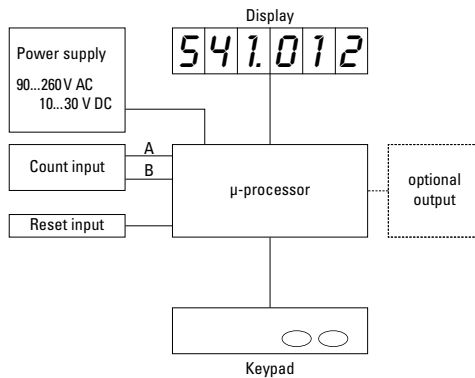 Display
541.012
Power supply
90...260 V AC
10...30 V DC
A
Count input
B
µ-processor
optional
output
Reset input
Keypad